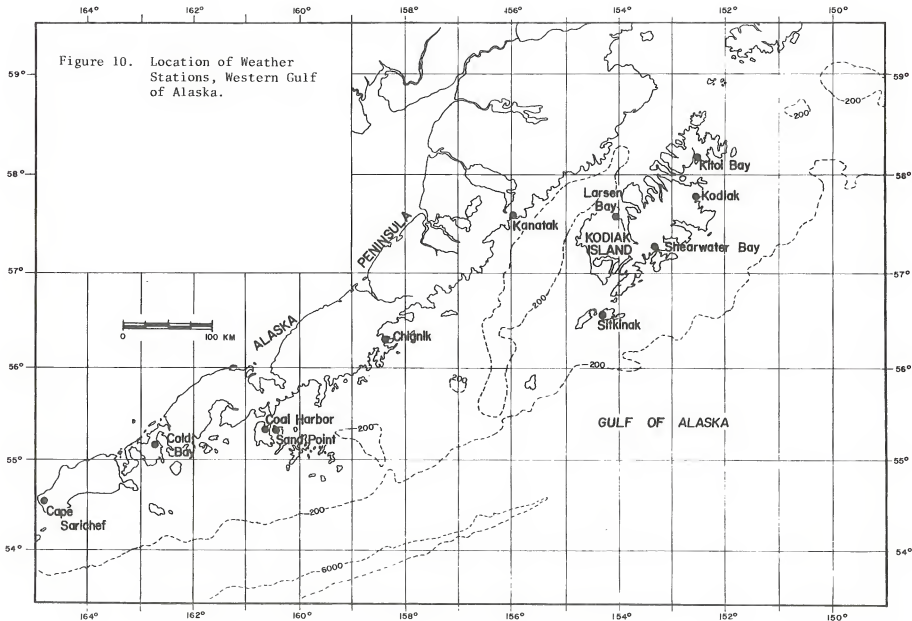 164° 162° 160° 158° 156° 154° 152° 150°
Figure 10. Location of Weather
Stations, Western Gulf
of Alaska.
59°
59°
200
200
58°
58°
Kitoi Bay
Larsen
Bay
Kodiak
Kanatak
KODIAK
ISLAND
Shearwater Bay
PENINSULA
57°
57°
200
Sitkinak
0 100 KM
ALASKA
Chignik
56°
56°
200
200
GULF OF ALASKA
Coal Harbor
Sand Point
200
Cold
Bay
55°
55°
Cape
Sarichef
200
54°
54°
6000
164° 162° 160° 158° 156° 154° 152° 150°